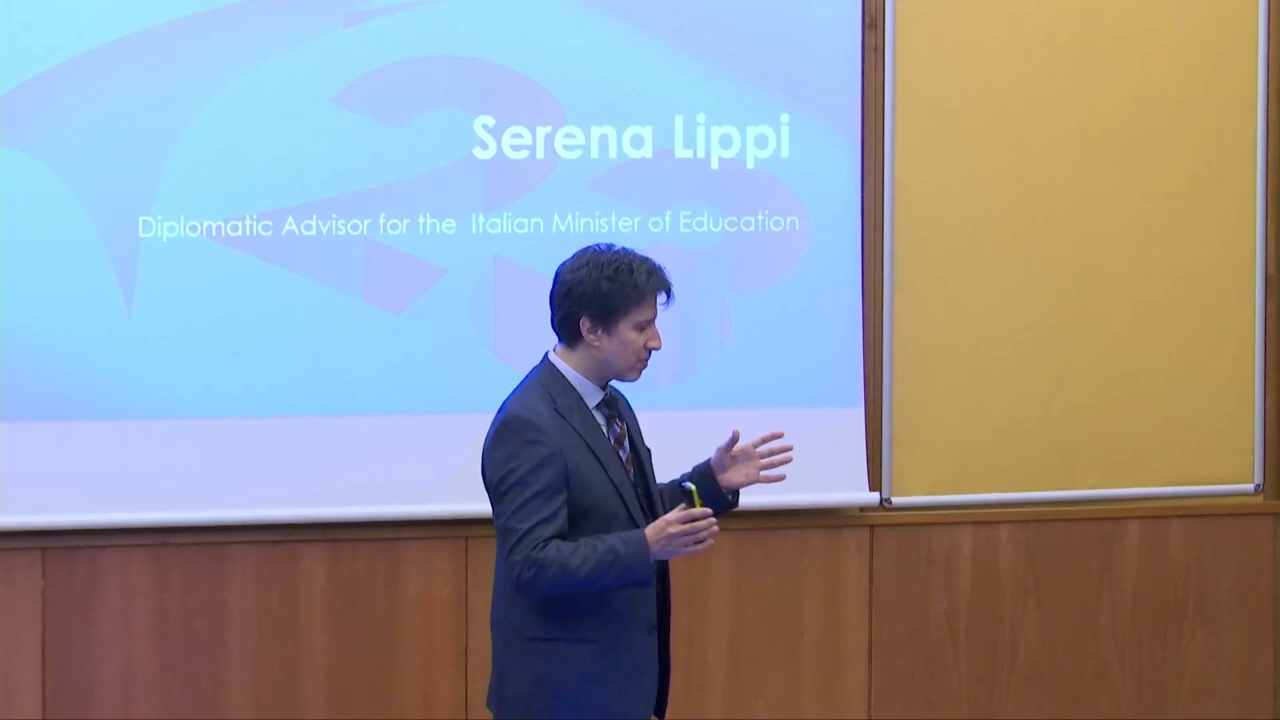 Serena Lippi
Diplomatic Advisor for the Italian Minister of Education